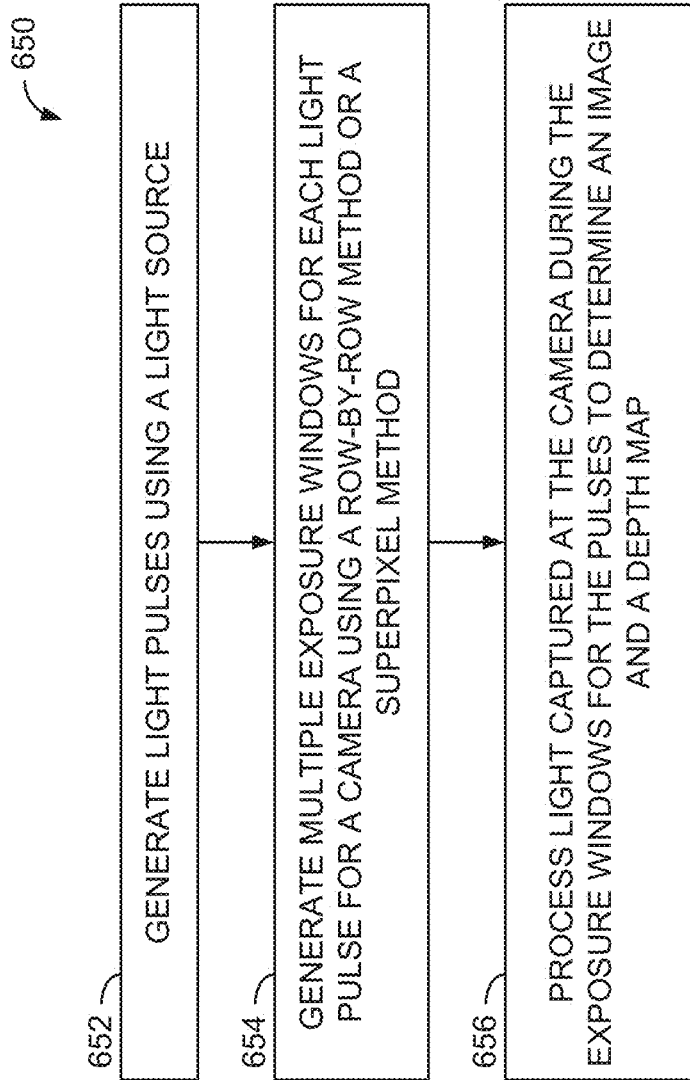 650
652
GENERATE LIGHT PULSES USING A LIGHT SOURCE
654
GENERATE MULTIPLE EXPOSURE WINDOWS FOR EACH LIGHT
PULSE FOR A CAMERA USING A ROW-BY-ROW METHOD OR A
SUPERPIXEL METHOD
656
PROCESS LIGHT CAPTURED AT THE CAMERA DURING THE
EXPOSURE WINDOWS FOR THE PULSES TO DETERMINE AN IMAGE
AND A DEPTH MAP